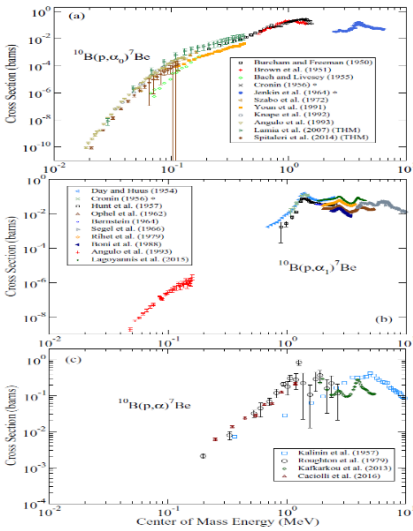 (a)
10^0
10^-2
10^-4
10^-6
10^-8
10^-10
Cross Section (barns)
^10B(p,α_0)^7Be
Burcham and Freeman (1950)
Brown et al. (1951)
Bach and Livesey (1955)
Cronin (1956) *
Jenkin et al. (1964) *
Szabo et al. (1972)
Youn et al. (1991)
Knape et al. (1992)
Angulo et al. (1993)
Lamia et al. (2007) (THM)
Spitaleri et al. (2014) (THM)
10^-2 10^-1 10^0 10^1
Day and Huus (1954)
Cronin (1956) *
Hunt et al. (1957)
Ophel et al. (1962)
Bernstein (1964)
Segel et al. (1966)
Rihet et al. (1979)
Honi et al. (1988)
Angulo et al. (1993)
Lagoyannis et al. (2015)
10^0
10^-2
10^-4
10^-6
10^-8
Cross Section (barns)
^10B(p,α_1)^7Be
(b)
10^-2 10^-1 10^0 10^1
(c)
10^0
10^-1
10^-2
10^-3
10^-4
Cross Section (barns)
^10B(p,α)^7Be
Kalinin et al. (1957)
Roughton et al. (1979)
Kafkarkou et al. (2013)
Caciolli et al. (2016)
10^-2 10^-1 10^0 10^1
Center of Mass Energy (MeV)